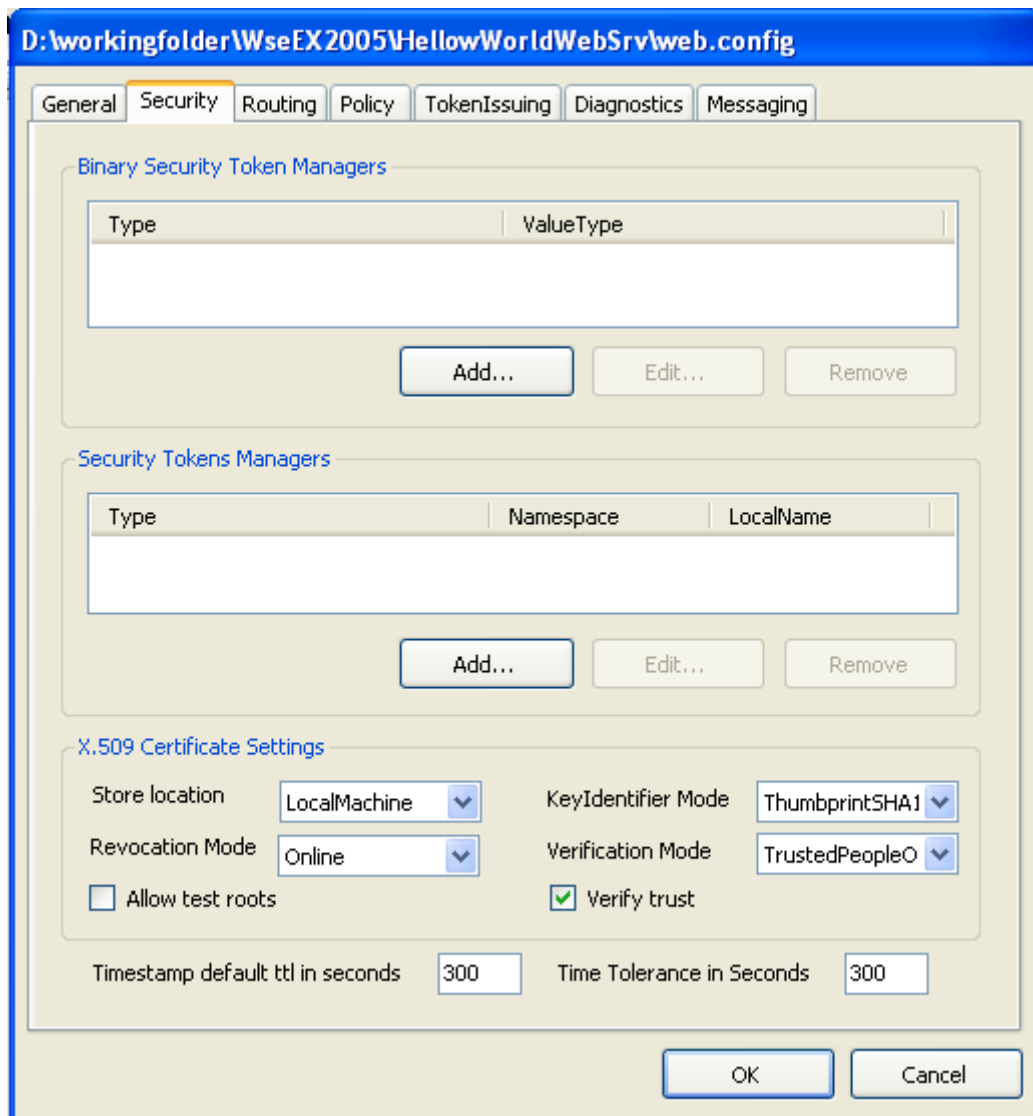 D:\workingfolder\WseEX2005\HellowWorldWebSrv\web.config
General Security Routing Policy TokenIssuing Diagnostics Messaging
Binary Security Token Managers
Type ValueType
Add... Edit... Remove
Security Tokens Managers
Type Namespace LocalName
Add... Edit... Remove
X.509 Certificate Settings
Store location LocalMachine KeyIdentifier Mode ThumbprintSHA1
Revocation Mode Online Verification Mode TrustedPeopleO
Allow test roots Verify trust
Timestamp default ttl in seconds 300 Time Tolerance in Seconds 300
OK Cancel